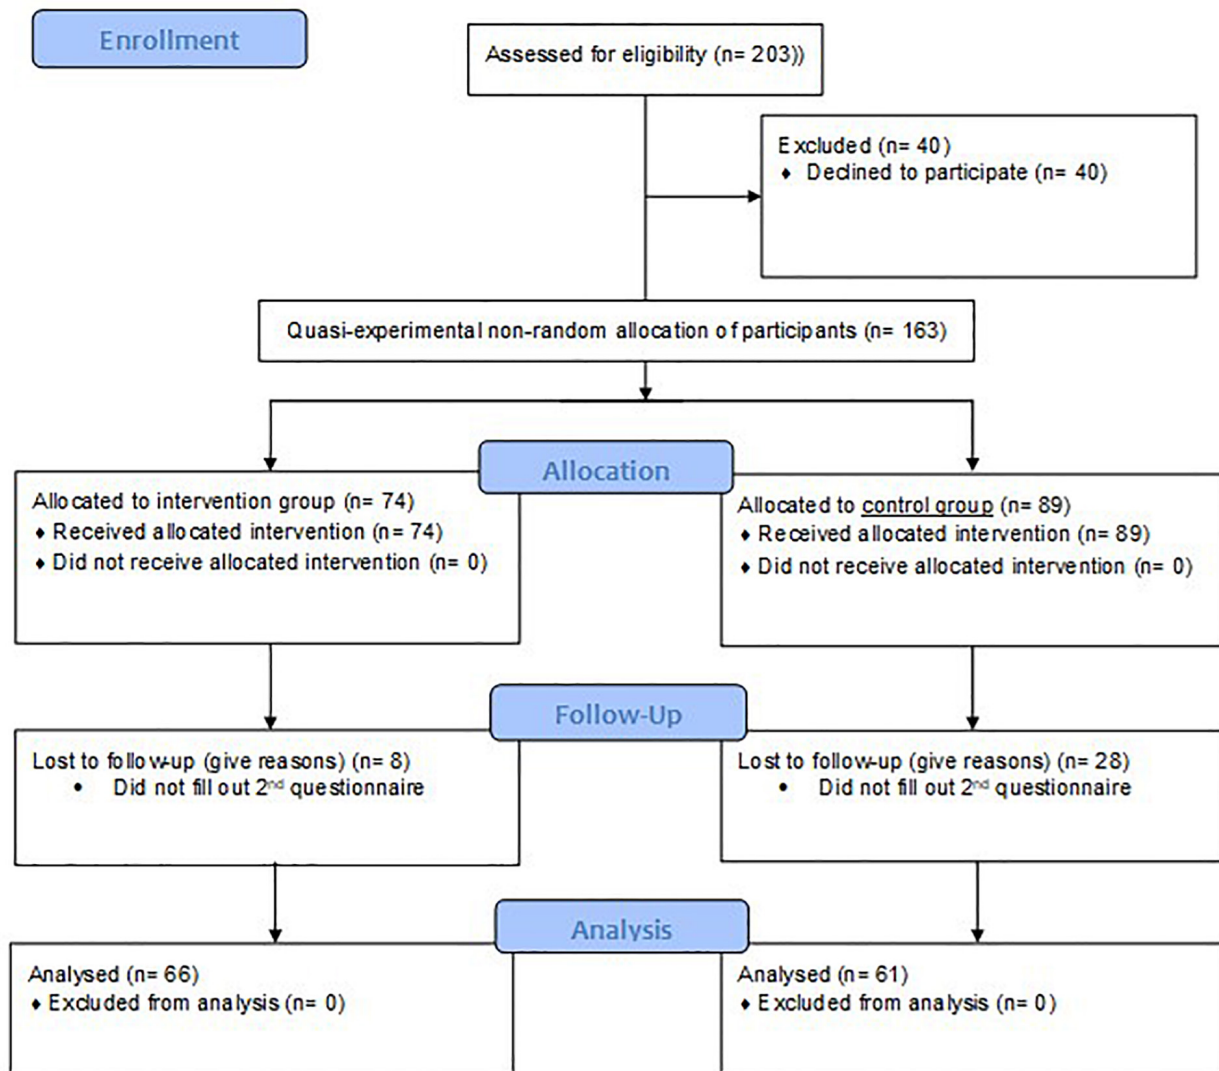 Enrollment
Assessed for eligibility (n= 203))
Excluded (n= 40)
♦ Declined to participate (n= 40)
Quasi-experimental non-random allocation of participants (n= 163)
Allocation
Allocated to intervention group (n= 74)
♦ Received allocated intervention (n= 74)
♦ Did not receive allocated intervention (n= 0)
Allocated to control group (n= 89)
♦ Received allocated intervention (n= 89)
♦ Did not receive allocated intervention (n= 0)
Follow-Up
Lost to follow-up (give reasons) (n= 8)
• Did not fill out 2nd questionnaire
Lost to follow-up (give reasons) (n= 28)
• Did not fill out 2nd questionnaire
Analysis
Analysed (n= 66)
♦ Excluded from analysis (n= 0)
Analysed (n= 61)
♦ Excluded from analysis (n= 0)